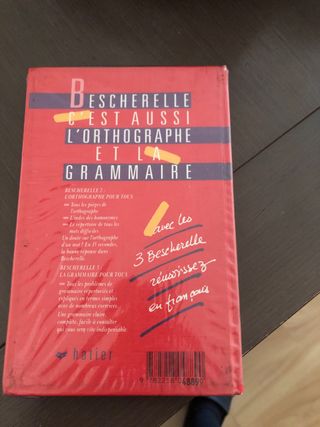 BESCHERELLE
C'EST AUSSI
L'ORTHOGRAPHE
ET LA
GRAMMAIRE
BESCHERELLE 2 :
L'ORTHOGRAPHE POUR TOUS
— Tous les pièges de
l'orthographe
— L'index des homonymes
— Le répertoire de tous
les mots difficiles
Un doute sur l'orthographe
d'un mot ? En 15 secondes,
la bonne réponse dans
Bescherelle.
BESCHERELLE 3 :
LA GRAMMAIRE POUR TOUS
— Tous les problèmes de
grammaire répertoriés et
expliqués en termes simples
avec de nombreux exercices
Une grammaire claire,
complète, facile à consulter
qui vous sera vite indispensable
avec les
3 Bescherelle
réussissez
en français
hatier
9 782218 048890